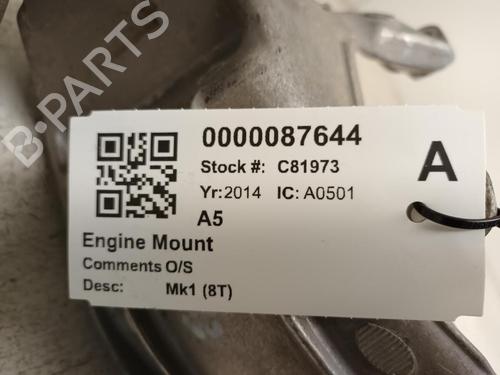 B-PARTS
0000087644
Stock #: C81973
A
Yr:2014 IC: A0501
A5
Engine Mount
Comments O/S
Desc: Mk1 (8T)